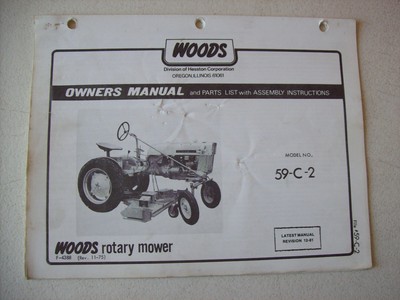 WOODS
Division of Hesston Corporation
OREGON, ILLINOIS 61061
OWNERS MANUAL and PARTS LIST with ASSEMBLY INSTRUCTIONS
MODEL NO.
59-C-2
WOODS rotary mower
F-4280 (Rev. 11-75)
LATEST MANUAL
REVISION 10-81